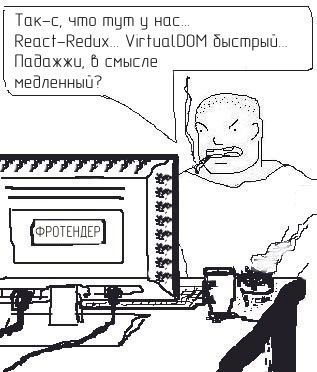 Так-с, что тут у нас...
React-Redux... VirtualDOM быстрый...
Падажжи, в смысле
медленный?
ФРОТЕНДЕР